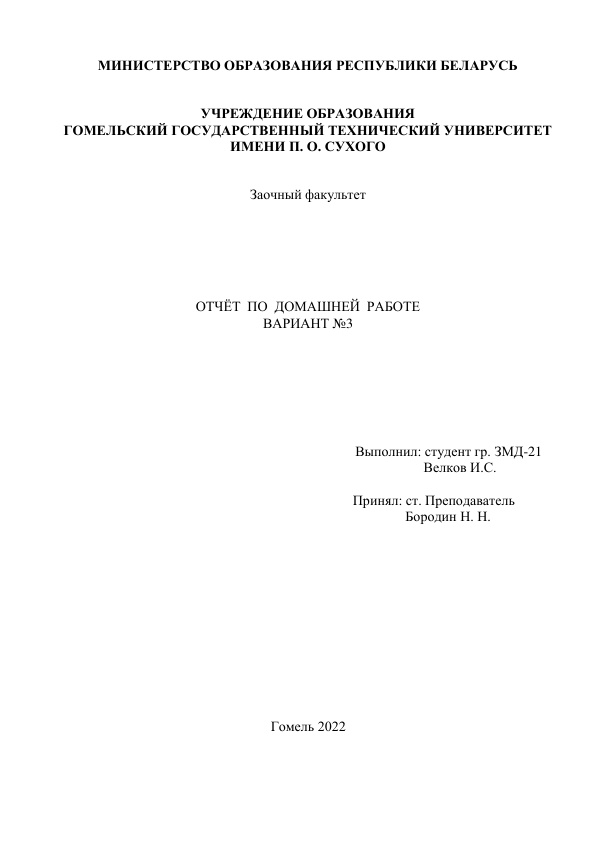 МИНИСТЕРСТВО ОБРАЗОВАНИЯ РЕСПУБЛИКИ БЕЛАРУСЬ
УЧРЕЖДЕНИЕ ОБРАЗОВАНИЯ
ГОМЕЛЬСКИЙ ГОСУДАРСТВЕННЫЙ ТЕХНИЧЕСКИЙ УНИВЕРСИТЕТ
ИМЕНИ П. О. СУХОГО
Заочный факультет
ОТЧЁТ ПО ДОМАШНЕЙ РАБОТЕ
ВАРИАНТ №3
Выполнил: студент гр. ЗМД-21
Велков И.С.
Принял: ст. Преподаватель
Бородин Н. Н.
Гомель 2022